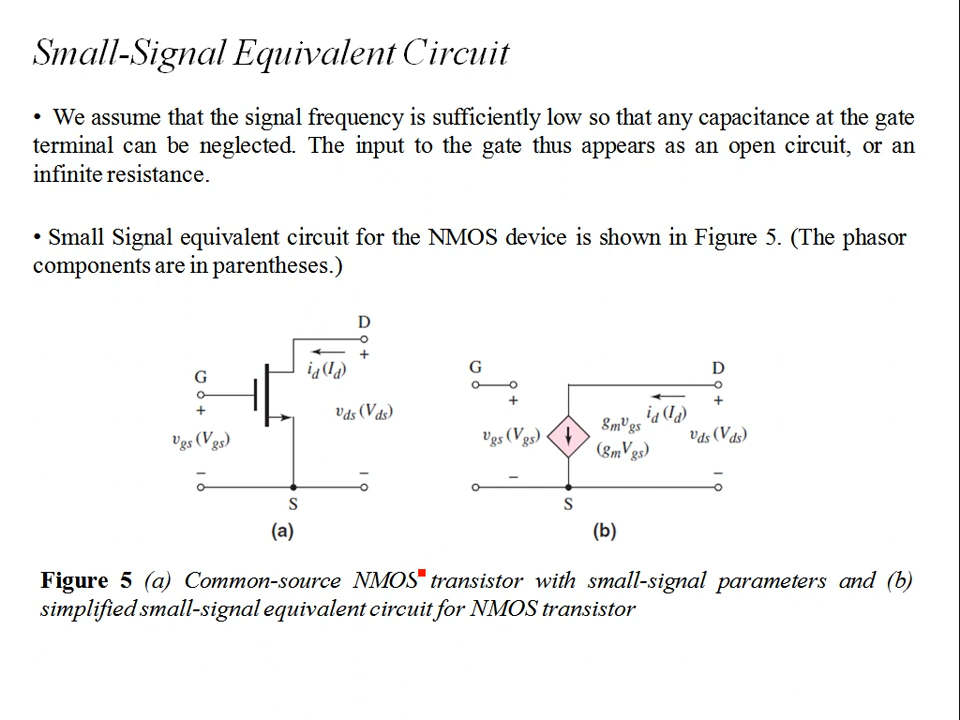 Small-Signal Equivalent Circuit
• We assume that the signal frequency is sufficiently low so that any capacitance at the gate
terminal can be neglected. The input to the gate thus appears as an open circuit, or an
infinite resistance.
• Small Signal equivalent circuit for the NMOS device is shown in Figure 5. (The phasor
components are in parentheses.)
D
+
i_d (I_d)
G
+
v_ds (V_ds)
v_gs (V_gs)
–
–
S
(a)
G
D
+
+
i_d (I_d)
g_m v_gs
v_gs (V_gs)
v_ds (V_ds)
(g_m V_gs)
–
–
S
(b)
Figure 5 (a) Common-source NMOS transistor with small-signal parameters and (b)
simplified small-signal equivalent circuit for NMOS transistor